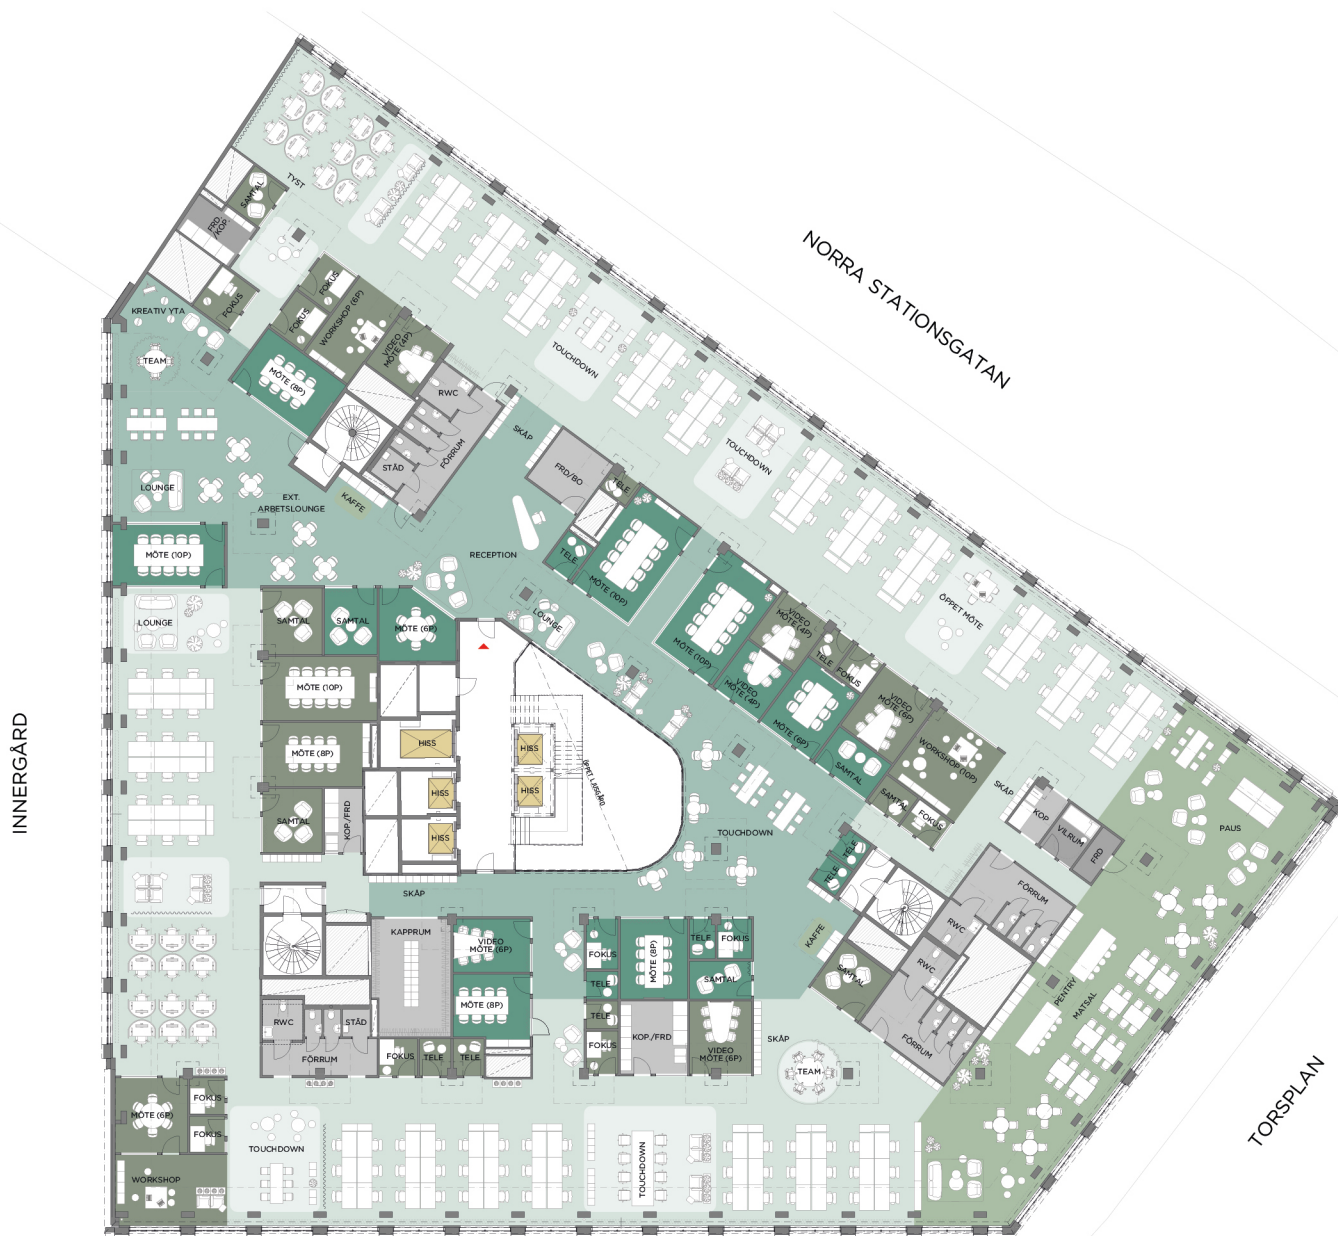 NORRA STATIONSGATAN
TYST
SAMTAL
FRD.
/KOP.
FOKUS
FOKUS
FOKUS
WORKSHOP (6P)
VIDEO
MÖTE (4P)
KREATIV YTA
TEAM
MÖTE (8P)
TOUCHDOWN
RWC
FÖRRUM
STÄD
SKÅP
KAFFE
LOUNGE
EXT.
ARBETSLOUNGE
FRD/BO
TELE
TOUCHDOWN
MÖTE (10P)
RECEPTION
TELE
MÖTE (10P)
LOUNGE
SAMTAL
SAMTAL
MÖTE (6P)
LOUNGE
MÖTE (10P)
VIDEO
MÖTE (4P)
TELE
FOKUS
VIDEO
MÖTE (4P)
MÖTE (6P)
ÖPPET MÖTE
VIDEO
MÖTE (6P)
WORKSHOP (10P)
MÖTE (10P)
MÖTE (8P)
HISS
HISS
HISS
HISS
HISS
ÖPPET LASGÅRD
SAMTAL
KOP./FRD
SAMTAL
SAMTAL
FOKUS
SKÅP
KOP
VILRUM
FRD
PAUS
INNERGÅRD
TOUCHDOWN
TELE
TELE
SKÅP
KAPPRUM
VIDEO
MÖTE (6P)
MÖTE (8P)
FOKUS
TELE
MÖTE (8P)
TELE
FOKUS
SAMTAL
KAFFE
SAMTAL
FÖRRUM
RWC
RWC
FÖRRUM
PENTRY
MATSAL
RWC
STÄD
FÖRRUM
FOKUS
TELE
TELE
TELE
FOKUS
KOP./FRD
VIDEO
MÖTE (6P)
SKÅP
TEAM
MÖTE (6P)
FOKUS
FOKUS
WORKSHOP
TOUCHDOWN
TOUCHDOWN
TORSPLAN